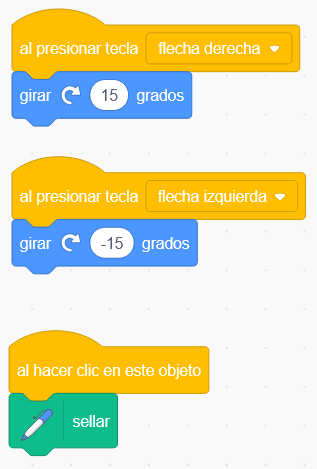 al presionar tecla flecha derecha
girar 15 grados
al presionar tecla flecha izquierda
girar -15 grados
al hacer clic en este objeto
sellar